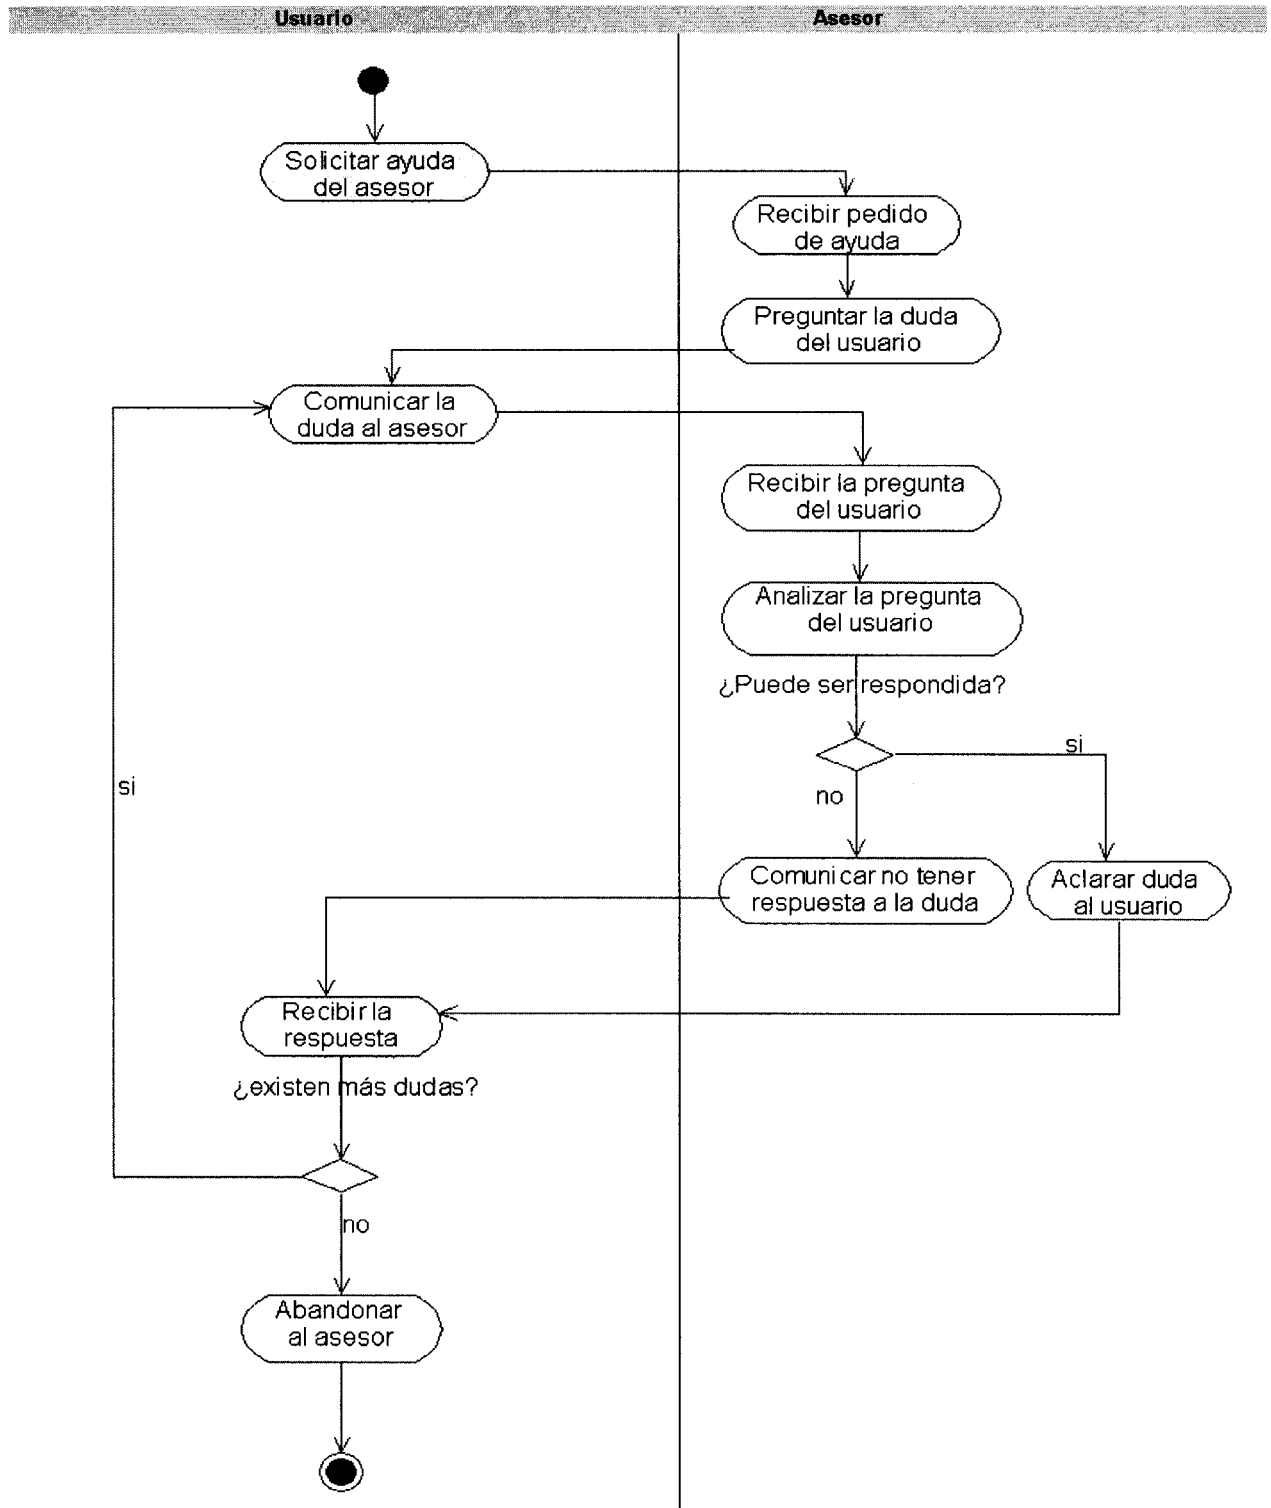 Usuario
Asesor
Solicitar ayuda
del asesor
Recibir pedido
de ayuda
Preguntar la duda
del usuario
Comunicar la
duda al asesor
Recibir la pregunta
del usuario
Analizar la pregunta
del usuario
¿Puede ser respondida?
si
si
no
Comunicar no tener
respuesta a la duda
Aclarar duda
al usuario
Recibir la
respuesta
¿existen más dudas?
no
Abandonar
al asesor